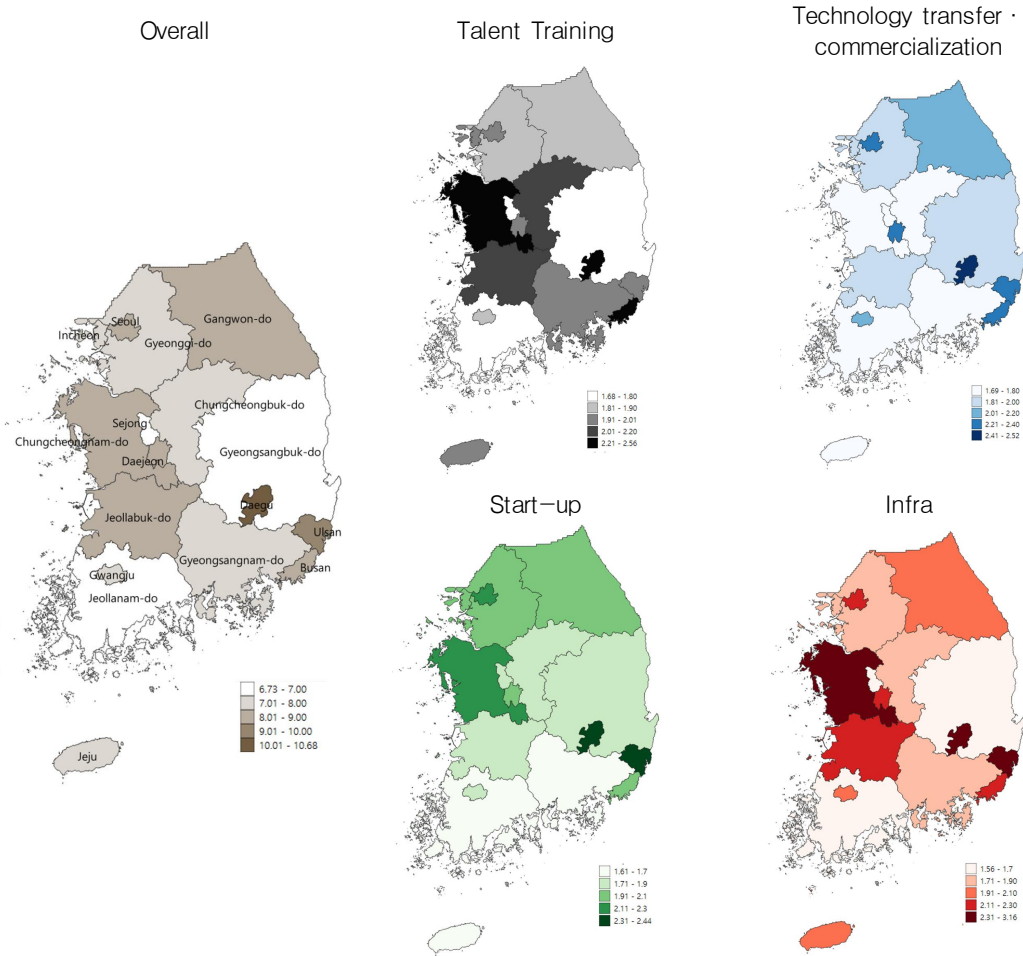 Overall
Talent Training
Technology transfer ·
commercialization
Seoul
Gangwon-do
Incheon
Gyeonggi-do
Chungcheongbuk-do
Sejong
Chungcheongnam-do
Gyeongsangbuk-do
Daejeon
Daegu
Jeollabuk-do
Ulsan
Gyeongsangnam-do
Busan
Gwangju
Jeollanam-do
Jeju
6.73 - 7.00
7.01 - 8.00
8.01 - 9.00
9.01 - 10.00
10.01 - 10.68
1.68 - 1.80
1.81 - 1.90
1.91 - 2.01
2.01 - 2.20
2.21 - 2.56
1.69 - 1.80
1.81 - 2.00
2.01 - 2.20
2.21 - 2.40
2.41 - 2.52
Start-up
Infra
1.61 - 1.7
1.71 - 1.9
1.91 - 2.1
2.11 - 2.3
2.31 - 2.44
1.56 - 1.7
1.71 - 1.90
1.91 - 2.10
2.11 - 2.30
2.31 - 3.16